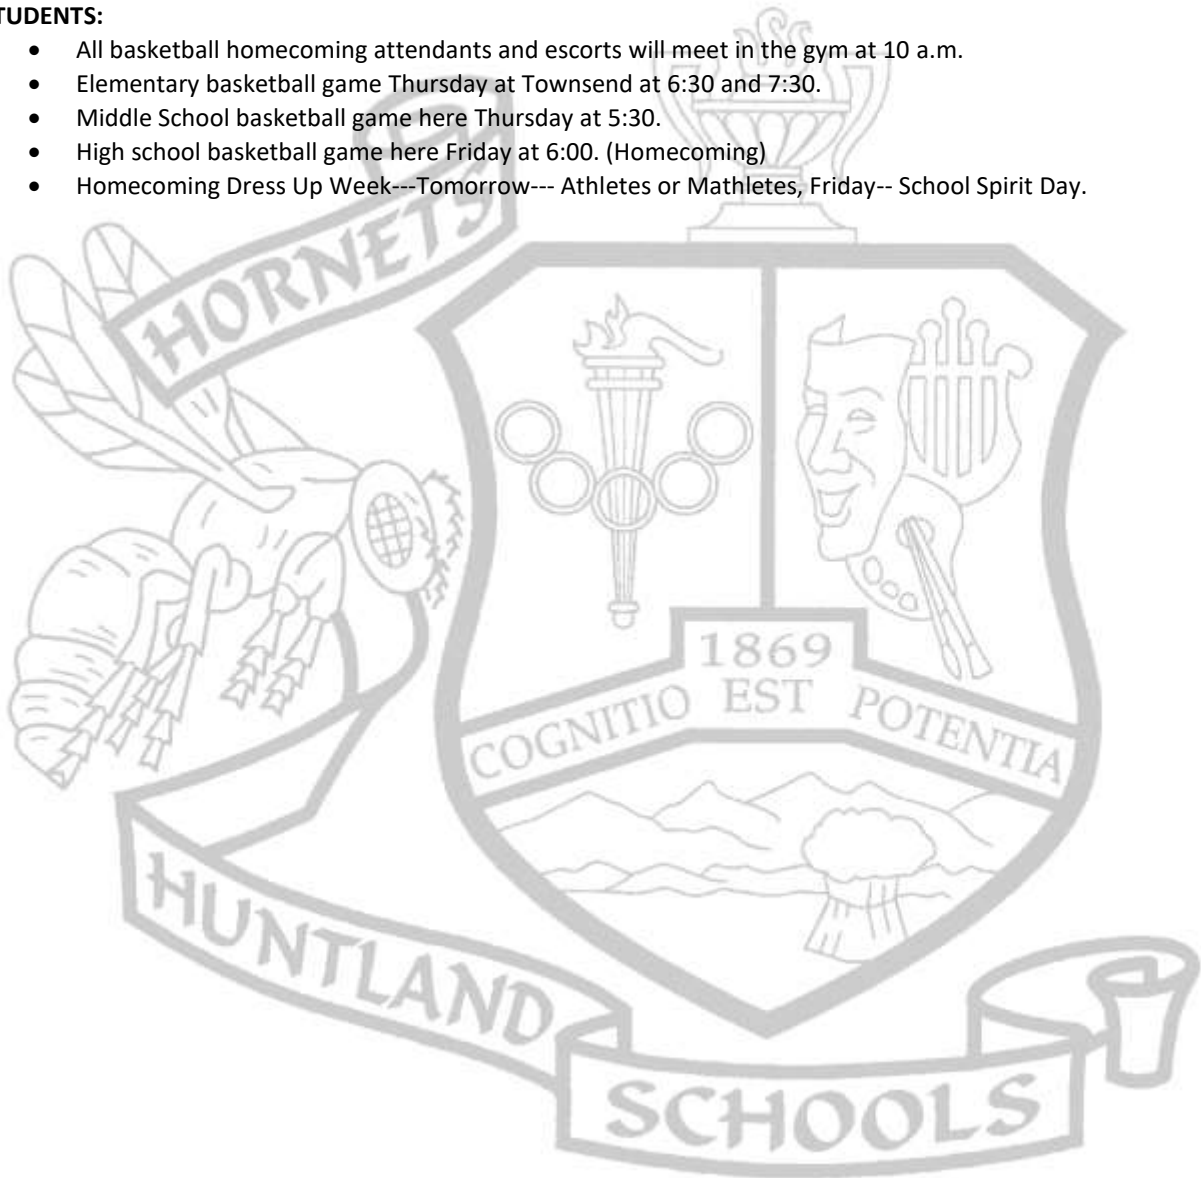 TUDENTS:
• All basketball homecoming attendants and escorts will meet in the gym at 10 a.m.
• Elementary basketball game Thursday at Townsend at 6:30 and 7:30.
• Middle School basketball game here Thursday at 5:30.
• High school basketball game here Friday at 6:00. (Homecoming)
• Homecoming Dress Up Week---Tomorrow--- Athletes or Mathletes, Friday-- School Spirit Day.
HORNETS
1869
COGNITIO EST POTENTIA
HUNTLAND
SCHOOLS